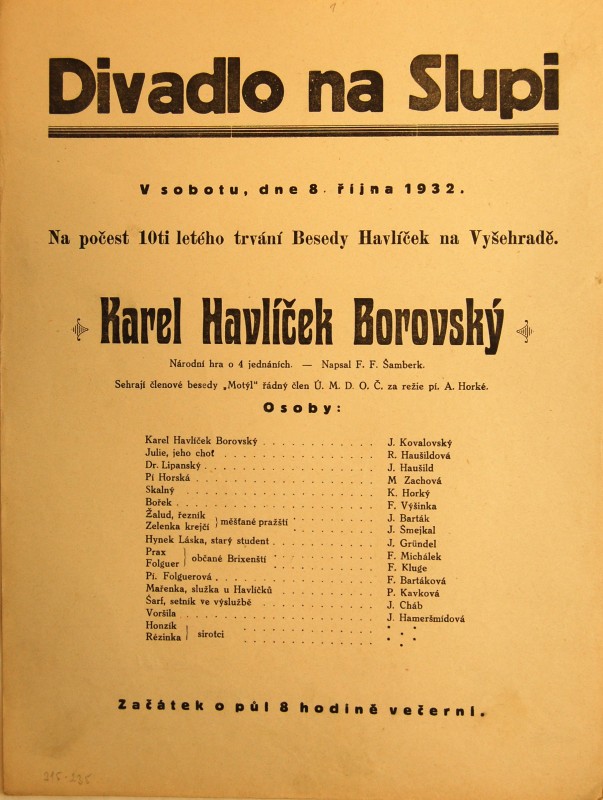 Divadlo na Slupi
V sobotu, dne 8. října 1932.
Na počest 10ti letého trvání Besedy Havlíček na Vyšehradě.
Karel Havlíček Borovský
Národní hra o 4 jednáních. — Napsal F. F. Šamberk.
Sehrají členové besedy „Motýl" řádný člen Ú. M. D. O. Č. za režie pí. A. Horké.
Osoby:
Karel Havlíček Borovský . . . . . . . . . . . J. Kovalovský
Julie, jeho choť . . . . . . . . . . . . . . R. Haušildová
Dr. Lipanský . . . . . . . . . . . . . . . J. Haušild
Pí Horská . . . . . . . . . . . . . . . . M Zachová
Skalný . . . . . . . . . . . . . . . . . K. Horký
Bořek . . . . . . . . . . . . . . . . . . F. Výšinka
Žalud, řezník } měšťané pražští . . . . . . . . J. Barták
Zelenka krejčí . . . . . . . . J. Šmejkal
Hynek Láska, starý student . . . . . . . . . . J. Gründel
Prax } občané Brixenští . . . . . . . . . . F. Michálek
Folguer . . . . . . . . . . F. Kluge
Pí. Folguerová . . . . . . . . . . . . . . F. Bartáková
Mařenka, služka u Havlíčků . . . . . . . . . . P. Kavková
Šarf, setník ve výslužbě . . . . . . . . . . . J. Cháb
Voršila . . . . . . . . . . . . . . . . . J. Hameršmídová
Honzík } sirotci . . . . . . . . . . . . . . . .
Rézinka . . . . . . . . . . . . . . . .
Začátek o půl 8 hodině večerní.
215-235